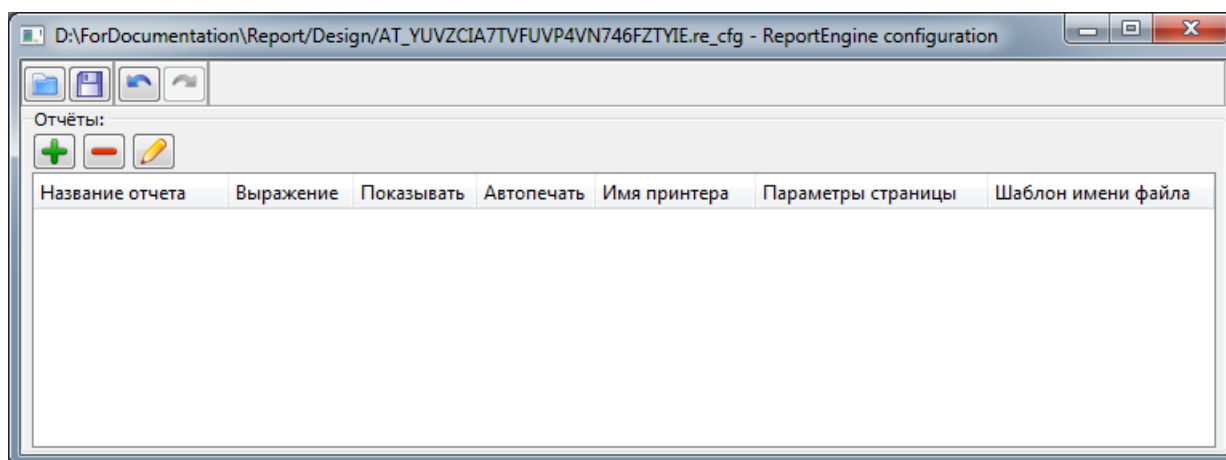 D:\ForDocumentation\Report/Design/AT_YUVZCIA7TVFUVP4VN746FZTYIE.re_cfg - ReportEngine configuration
Отчёты:
Название отчета Выражение Показывать Автопечать Имя принтера Параметры страницы Шаблон имени файла